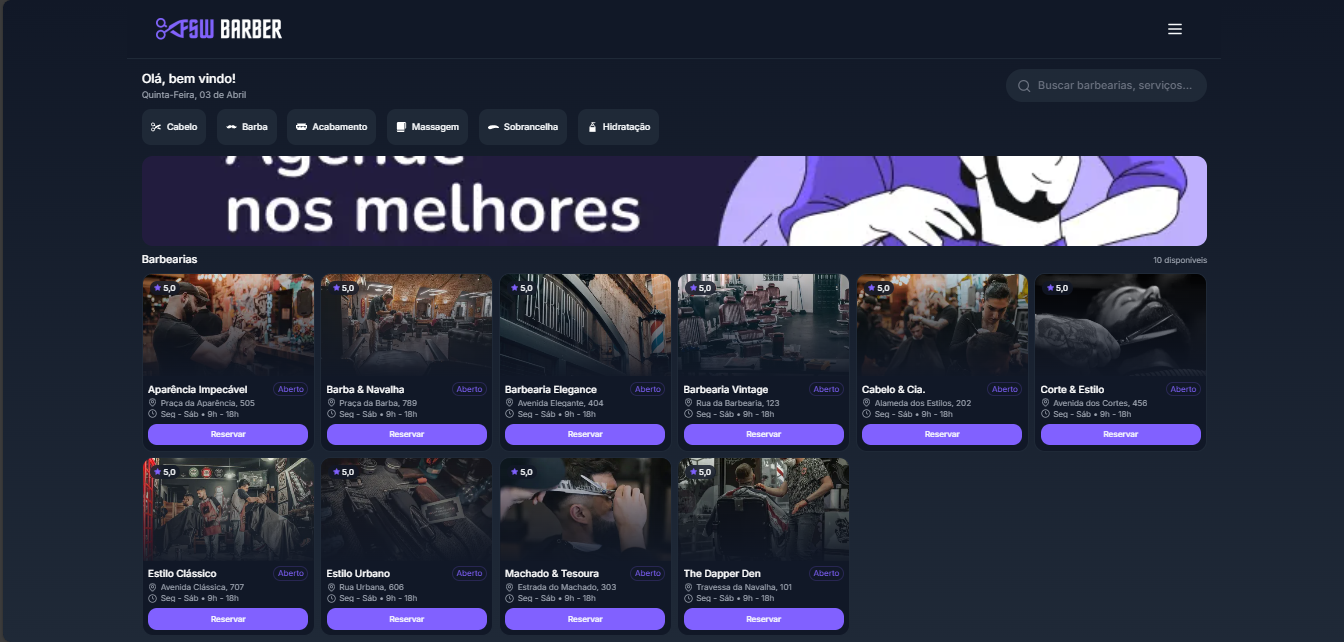 FSW BARBER
Olá, bem vindo!
Quinta-Feira, 03 de Abril
Buscar barbearias, serviços...
Cabelo
Barba
Acabamento
Massagem
Sobrancelha
Hidratação
Agende
nos melhores
Barbearias
10 disponíveis
5,0
Aparência Impecável
Aberto
Praça da Aparência, 505
Seg - Sáb • 9h - 18h
Reservar
5,0
Barba & Navalha
Aberto
Praça da Barba, 789
Seg - Sáb • 9h - 18h
Reservar
5,0
Barbearia Elegance
Aberto
Avenida Elegante, 404
Seg - Sáb • 9h - 18h
Reservar
5,0
Barbearia Vintage
Aberto
Rua da Barbearia, 123
Seg - Sáb • 9h - 18h
Reservar
5,0
Cabelo & Cia.
Aberto
Alameda dos Estilos, 202
Seg - Sáb • 9h - 18h
Reservar
5,0
Corte & Estilo
Aberto
Avenida dos Cortes, 456
Seg - Sáb • 9h - 18h
Reservar
5,0
Estilo Clássico
Aberto
Avenida Clássica, 707
Seg - Sáb • 9h - 18h
Reservar
5,0
Estilo Urbano
Aberto
Rua Urbana, 606
Seg - Sáb • 9h - 18h
Reservar
5,0
Machado & Tesoura
Aberto
Estrada do Machado, 303
Seg - Sáb • 9h - 18h
Reservar
5,0
The Dapper Den
Aberto
Travessa da Navalha, 101
Seg - Sáb • 9h - 18h
Reservar